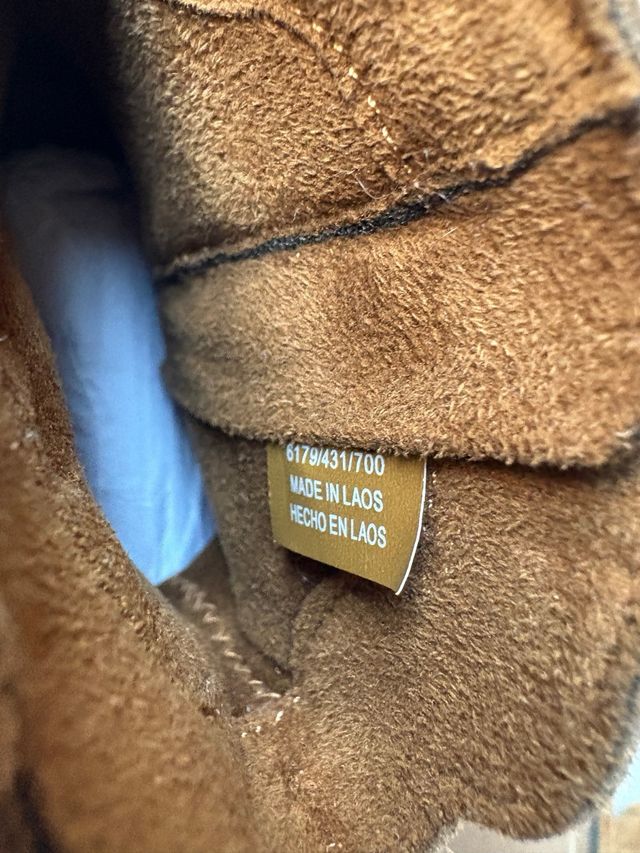 6179/431/700
MADE IN LAOS
HECHO EN LAOS